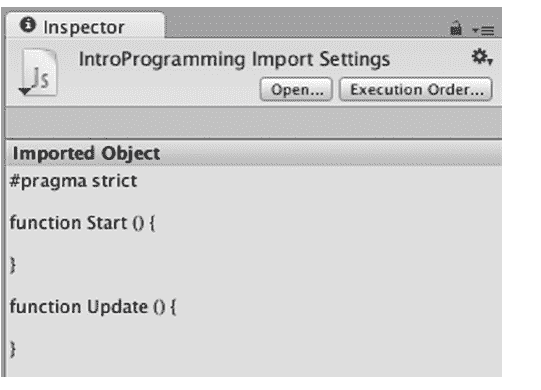 Inspector
IntroProgramming Import Settings
Js
Open... Execution Order...
Imported Object
#pragma strict
function Start () {
}
function Update () {
}